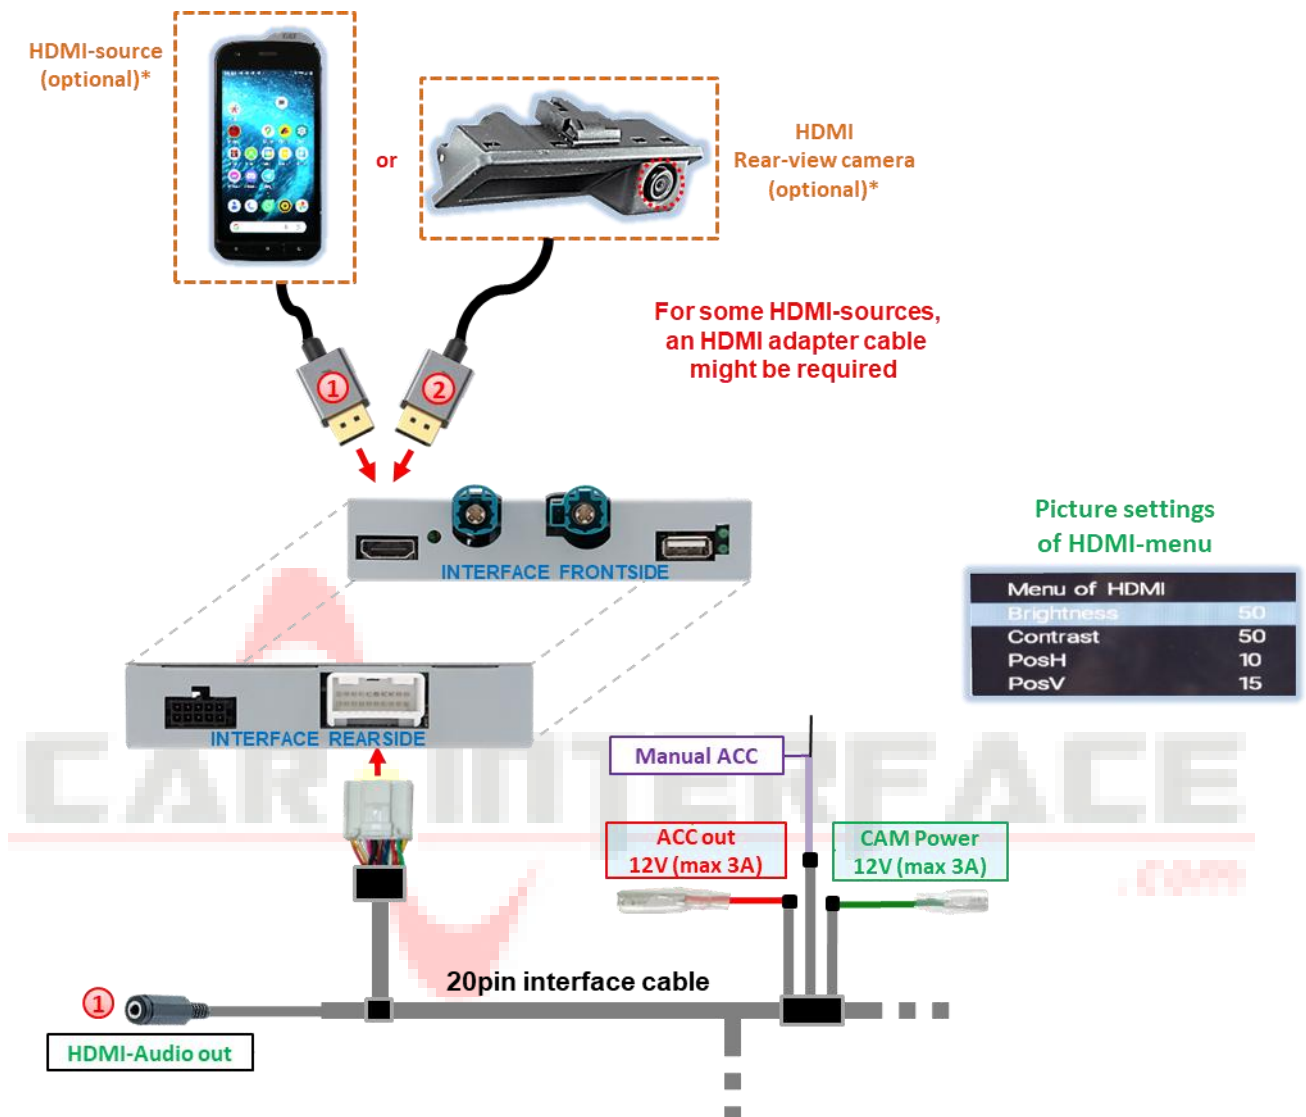 HDMI-source
(optional)*
or
HDMI
Rear-view camera
(optional)*
For some HDMI-sources,
an HDMI adapter cable
might be required
1
2
INTERFACE FRONTSIDE
Picture settings
of HDMI-menu
Menu of HDMI
Brightness 50
Contrast 50
PosH 10
PosV 15
INTERFACE REARSIDE
CAR INTERFACE
.com
Manual ACC
ACC out
12V (max 3A)
CAM Power
12V (max 3A)
20pin interface cable
1
HDMI-Audio out